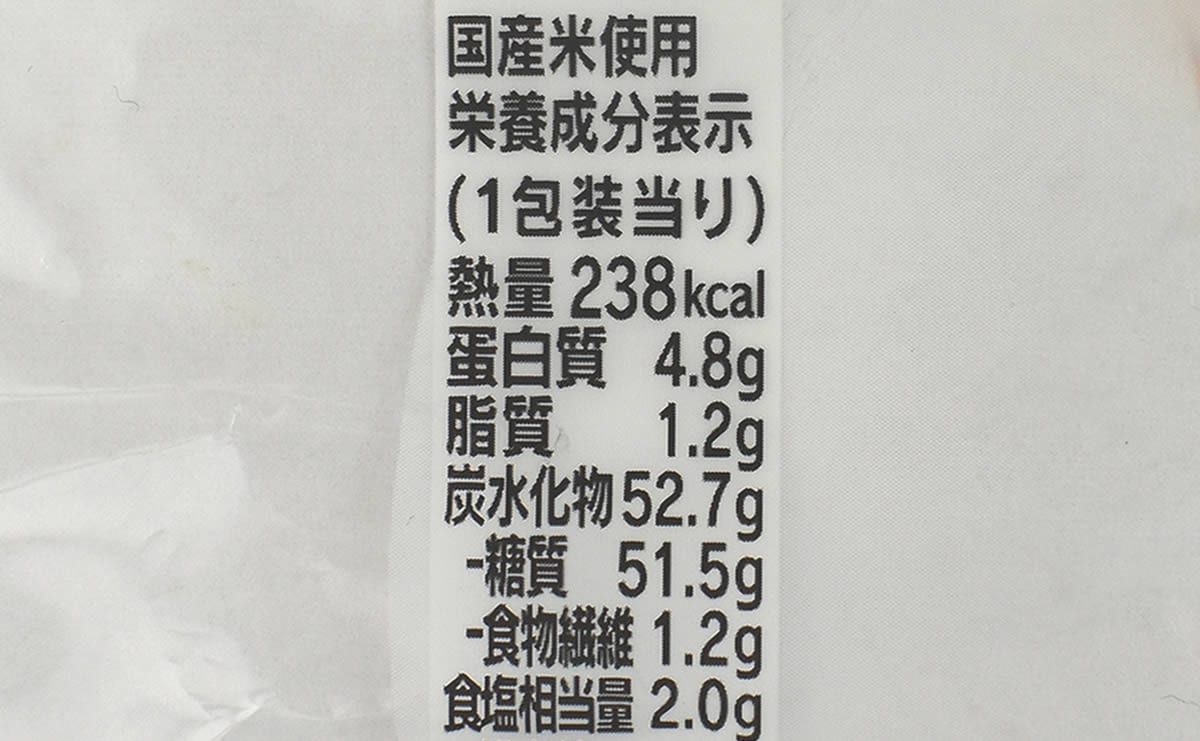 国産米使用
栄養成分表示
(1包装当り)
熱量 238kcal
蛋白質 4.8g
脂質 1.2g
炭水化物 52.7g
-糖質 51.5g
-食物繊維 1.2g
食塩相当量 2.0g